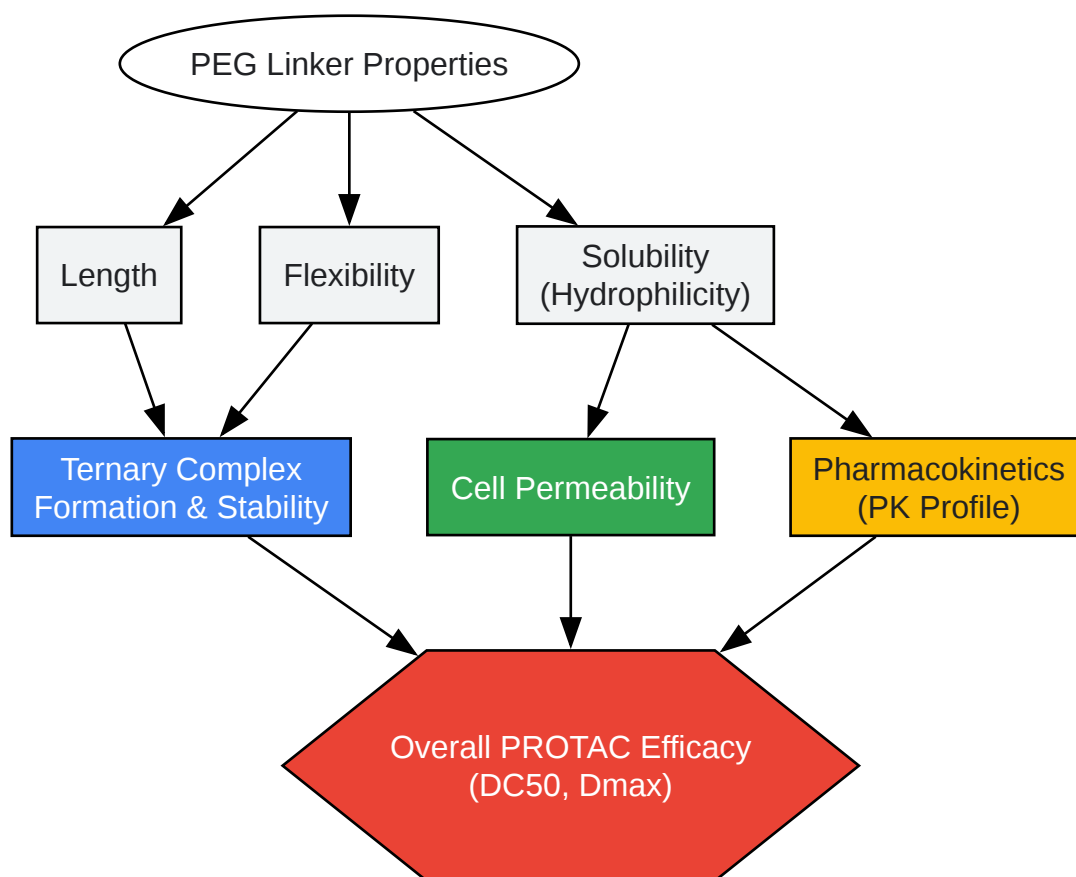 PEG Linker Properties
Length
Flexibility
Solubility
(Hydrophilicity)
Ternary Complex
Formation & Stability
Cell Permeability
Pharmacokinetics
(PK Profile)
Overall PROTAC Efficacy
(DC50, Dmax)